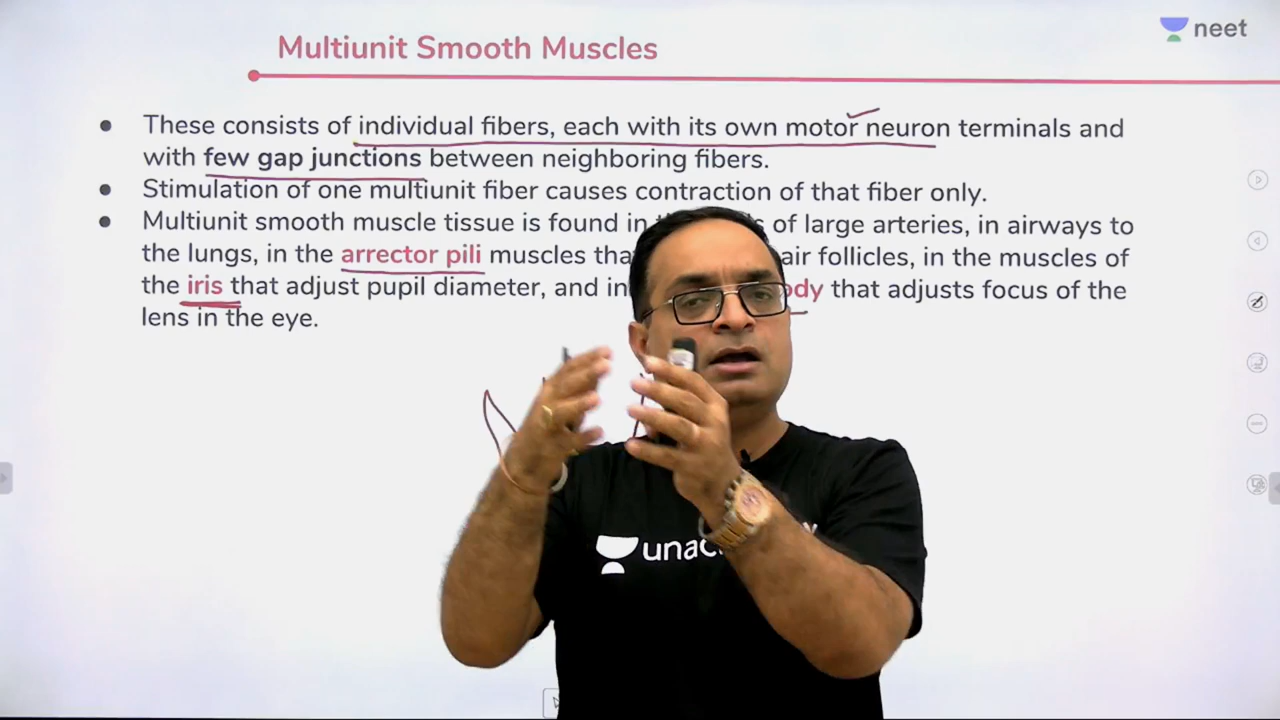 Multiunit Smooth Muscles
neet
These consists of individual fibers, each with its own motor neuron terminals and
with few gap junctions between neighboring fibers.
Stimulation of one multiunit fiber causes contraction of that fiber only.
Multiunit smooth muscle tissue is found in of large arteries, in airways to
the lungs, in the arrector pili muscles follicles, in the muscles of
the iris that adjust pupil diameter, and in that adjusts focus of the
lens in the eye.